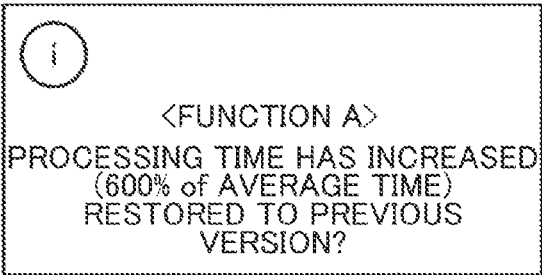 i
<FUNCTION A>
PROCESSING TIME HAS INCREASED
(600% of AVERAGE TIME)
RESTORED TO PREVIOUS
VERSION?